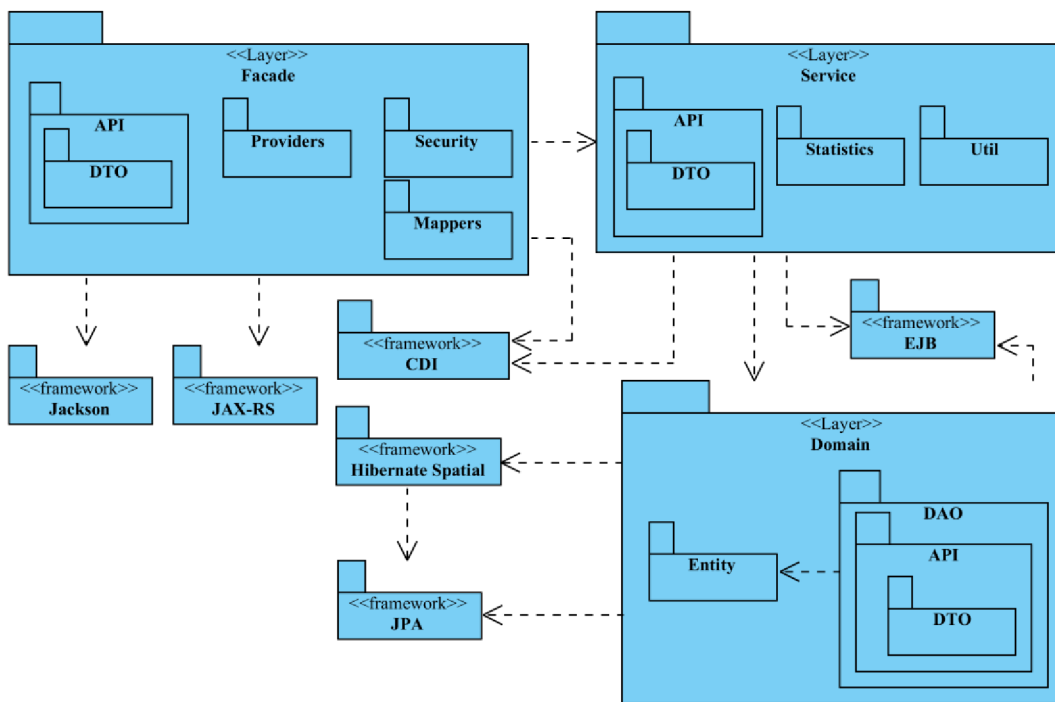 <<Layer>>
Facade
API
DTO
Providers
Security
Mappers
<<Layer>>
Service
API
DTO
Statistics
Util
<<framework>>
Jackson
<<framework>>
JAX-RS
<<framework>>
CDI
<<framework>>
EJB
<<framework>>
Hibernate Spatial
<<framework>>
JPA
<<Layer>>
Domain
Entity
DAO
API
DTO